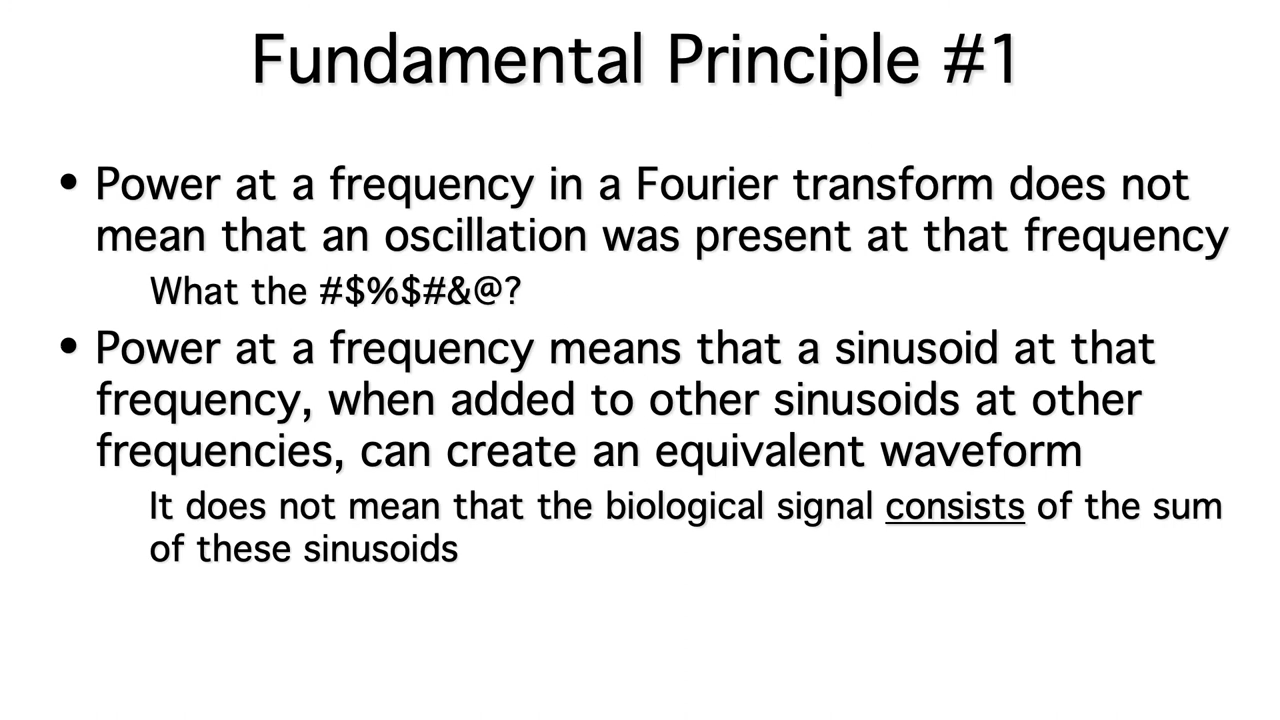 Fundamental Principle #1
• Power at a frequency in a Fourier transform does not
mean that an oscillation was present at that frequency
What the #$%$#&@?
• Power at a frequency means that a sinusoid at that
frequency, when added to other sinusoids at other
frequencies, can create an equivalent waveform
It does not mean that the biological signal consists of the sum
of these sinusoids